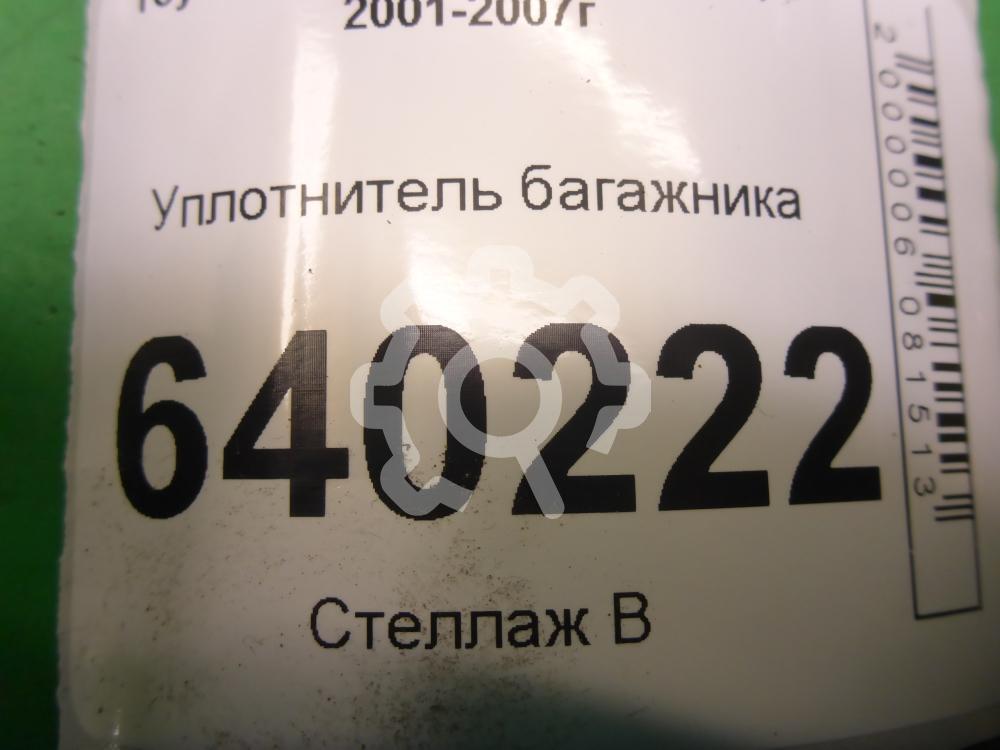 2001-2007г
Уплотнитель багажника
640222
Стеллаж В
2000006081513